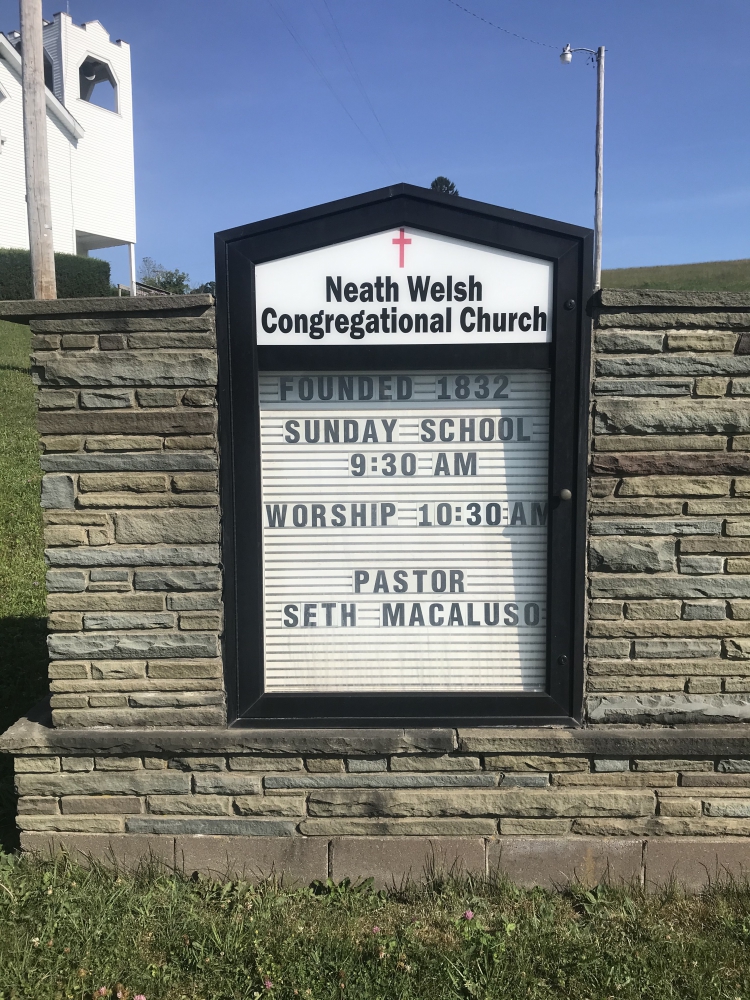 Neath Welsh
Congregational Church
FOUNDED 1832
SUNDAY SCHOOL
9:30 AM
WORSHIP 10:30 AM
PASTOR
SETH MACALUSO